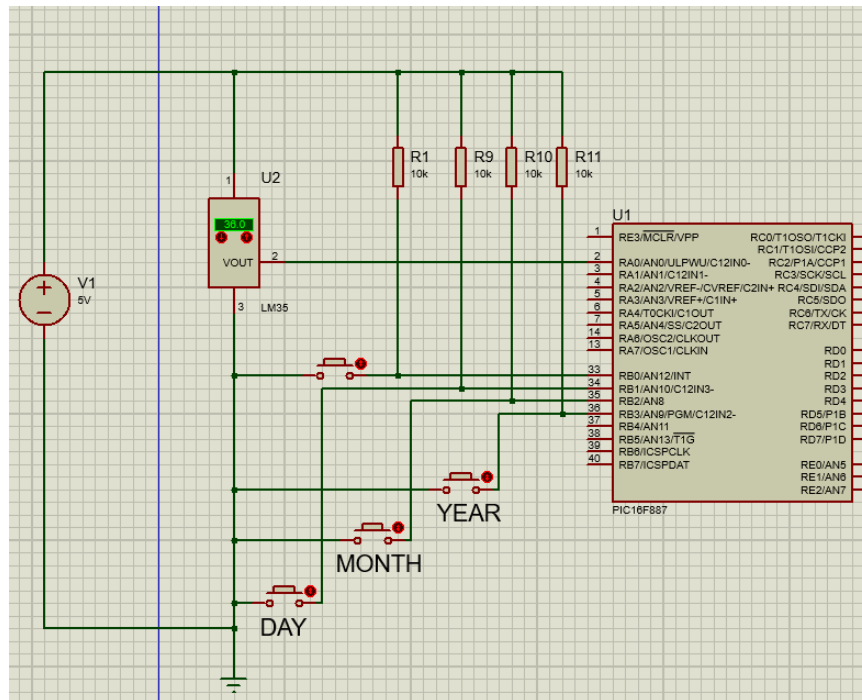 R1
10k
R9
10k
R10
10k
R11
10k
1
U2
36.0
VOUT
2
3
LM35
V1
5V
U1
1
RE3/MCLR/VPP
2
RA0/AN0/ULPWU/C12IN0-
3
RA1/AN1/C12IN1-
4
RA2/AN2/VREF-/CVREF/C2IN+
5
RA3/AN3/VREF+/C1IN+
6
RA4/T0CKI/C1OUT
7
RA5/AN4/SS/C2OUT
14
RA6/OSC2/CLKOUT
13
RA7/OSC1/CLKIN
33
RB0/AN12/INT
34
RB1/AN10/C12IN3-
35
RB2/AN8
36
RB3/AN9/PGM/C12IN2-
37
RB4/AN11
38
RB5/AN13/T1G
39
RB6/ICSPCLK
40
RB7/ICSPDAT
RC0/T1OSO/T1CKI
RC1/T1OSI/CCP2
RC2/P1A/CCP1
RC3/SCK/SCL
RC4/SDI/SDA
RC5/SDO
RC6/TX/CK
RC7/RX/DT
RD0
RD1
RD2
RD3
RD4
RD5/P1B
RD6/P1C
RD7/P1D
RE0/AN5
RE1/AN6
RE2/AN7
PIC16F887
YEAR
MONTH
DAY